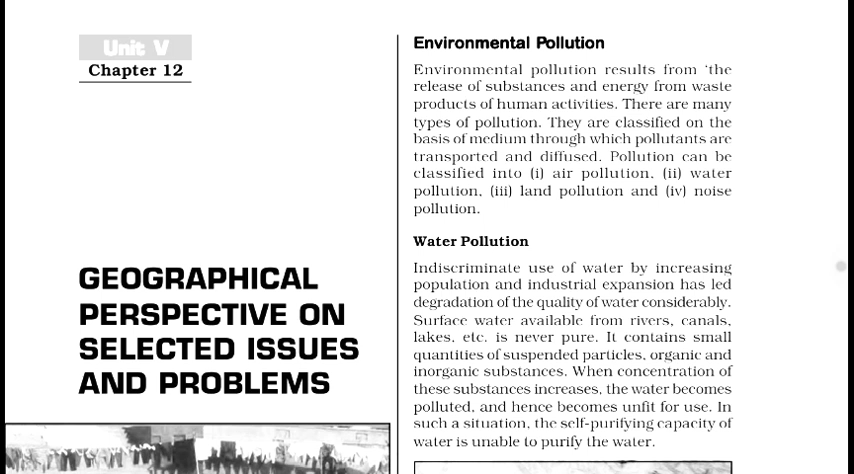 Unit V
Chapter 12
GEOGRAPHICAL
PERSPECTIVE ON
SELECTED ISSUES
AND PROBLEMS
Environmental Pollution
Environmental pollution results from 'the
release of substances and energy from waste
products of human activities. There are many
types of pollution. They are classified on the
basis of medium through which pollutants are
transported and diffused. Pollution can be
classified into (i) air pollution, (ii) water
pollution, (iii) land pollution and (iv) noise
pollution.
Water Pollution
Indiscriminate use of water by increasing
population and industrial expansion has led
degradation of the quality of water considerably.
Surface water available from rivers, canals,
lakes, etc. is never pure. It contains small
quantities of suspended particles, organic and
inorganic substances. When concentration of
these substances increases, the water becomes
polluted, and hence becomes unfit for use. In
such a situation, the self-purifying capacity of
water is unable to purify the water.